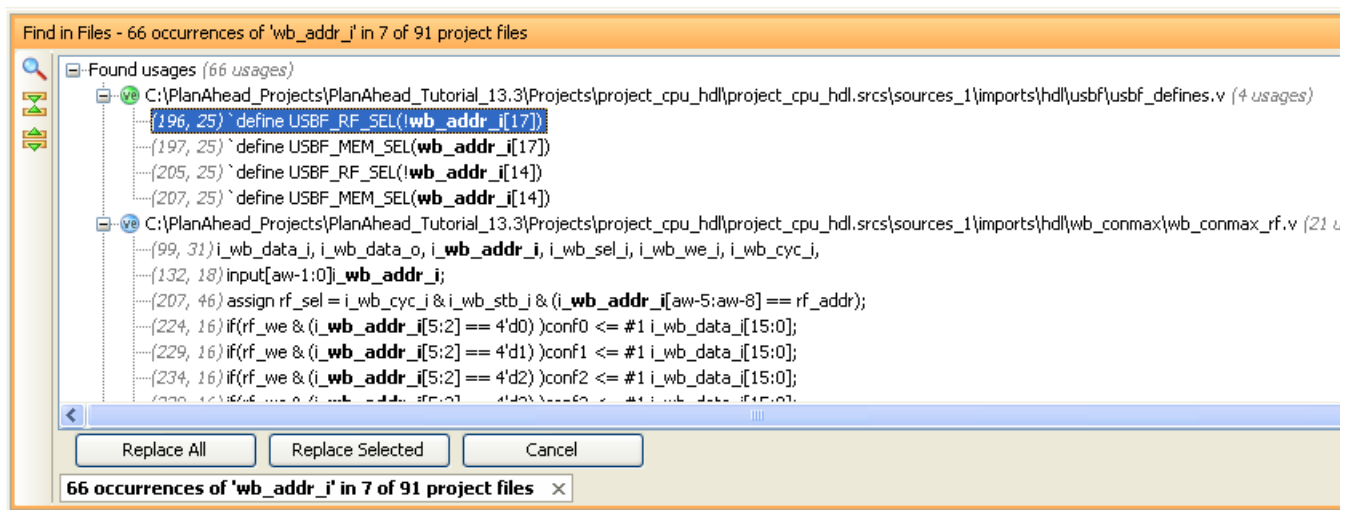 Find in Files - 66 occurrences of 'wb_addr_i' in 7 of 91 project files
Found usages (66 usages)
C:\PlanAhead_Projects\PlanAhead_Tutorial_13.3\Projects\project_cpu_hdl\project_cpu_hdl.srcs\sources_1\imports\hdl\usbf\usbf_defines.v (4 usages)
(196, 25) `define USBF_RF_SEL(!wb_addr_i[17])
(197, 25) `define USBF_MEM_SEL(wb_addr_i[17])
(205, 25) `define USBF_RF_SEL(!wb_addr_i[14])
(207, 25) `define USBF_MEM_SEL(wb_addr_i[14])
C:\PlanAhead_Projects\PlanAhead_Tutorial_13.3\Projects\project_cpu_hdl\project_cpu_hdl.srcs\sources_1\imports\hdl\wb_conmax\wb_conmax_rf.v (21 u
(99, 31) i_wb_data_i, i_wb_data_o, i_wb_addr_i, i_wb_sel_i, i_wb_we_i, i_wb_cyc_i,
(132, 18) input[aw-1:0]i_wb_addr_i;
(207, 46) assign rf_sel = i_wb_cyc_i & i_wb_stb_i & (i_wb_addr_i[aw-5:aw-8] == rf_addr);
(224, 16) if(rf_we & (i_wb_addr_i[5:2] == 4'd0) )conf0 <= #1 i_wb_data_i[15:0];
(229, 16) if(rf_we & (i_wb_addr_i[5:2] == 4'd1) )conf1 <= #1 i_wb_data_i[15:0];
(234, 16) if(rf_we & (i_wb_addr_i[5:2] == 4'd2) )conf2 <= #1 i_wb_data_i[15:0];
Replace All Replace Selected Cancel
66 occurrences of 'wb_addr_i' in 7 of 91 project files